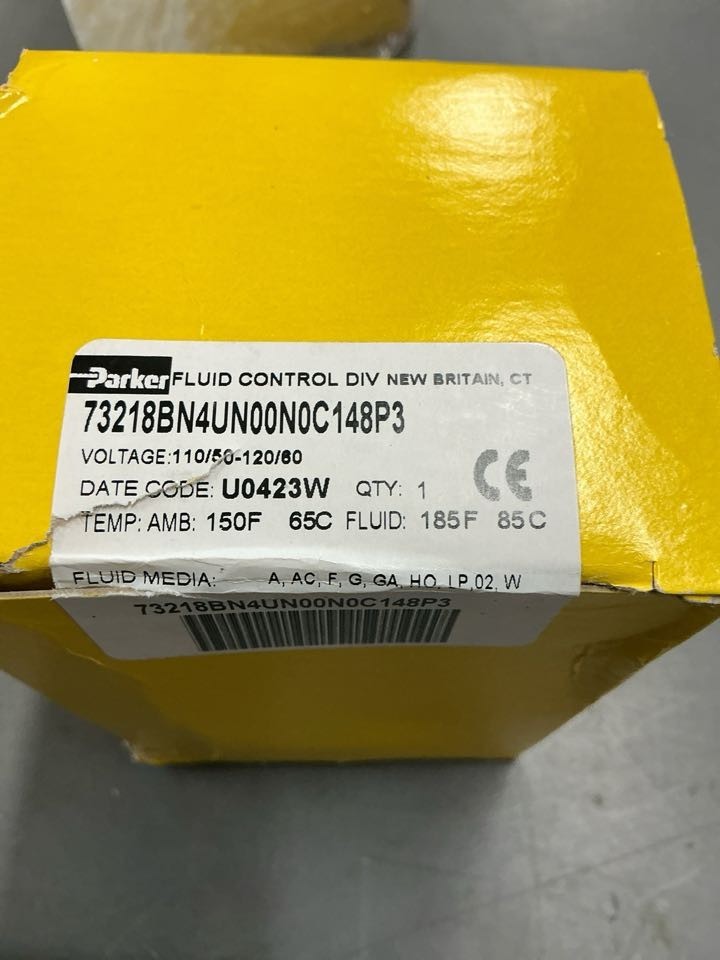 Parker FLUID CONTROL DIV NEW BRITAIN, CT
73218BN4UN00N0C148P3
VOLTAGE:110/50-120/60
DATE CODE: U0423W QTY: 1 CE
TEMP: AMB: 150F 65C FLUID: 185F 85C
FLUID MEDIA: A, AC, F, G, GA, HO, LP, 02, W
73218BN4UN00N0C148P3